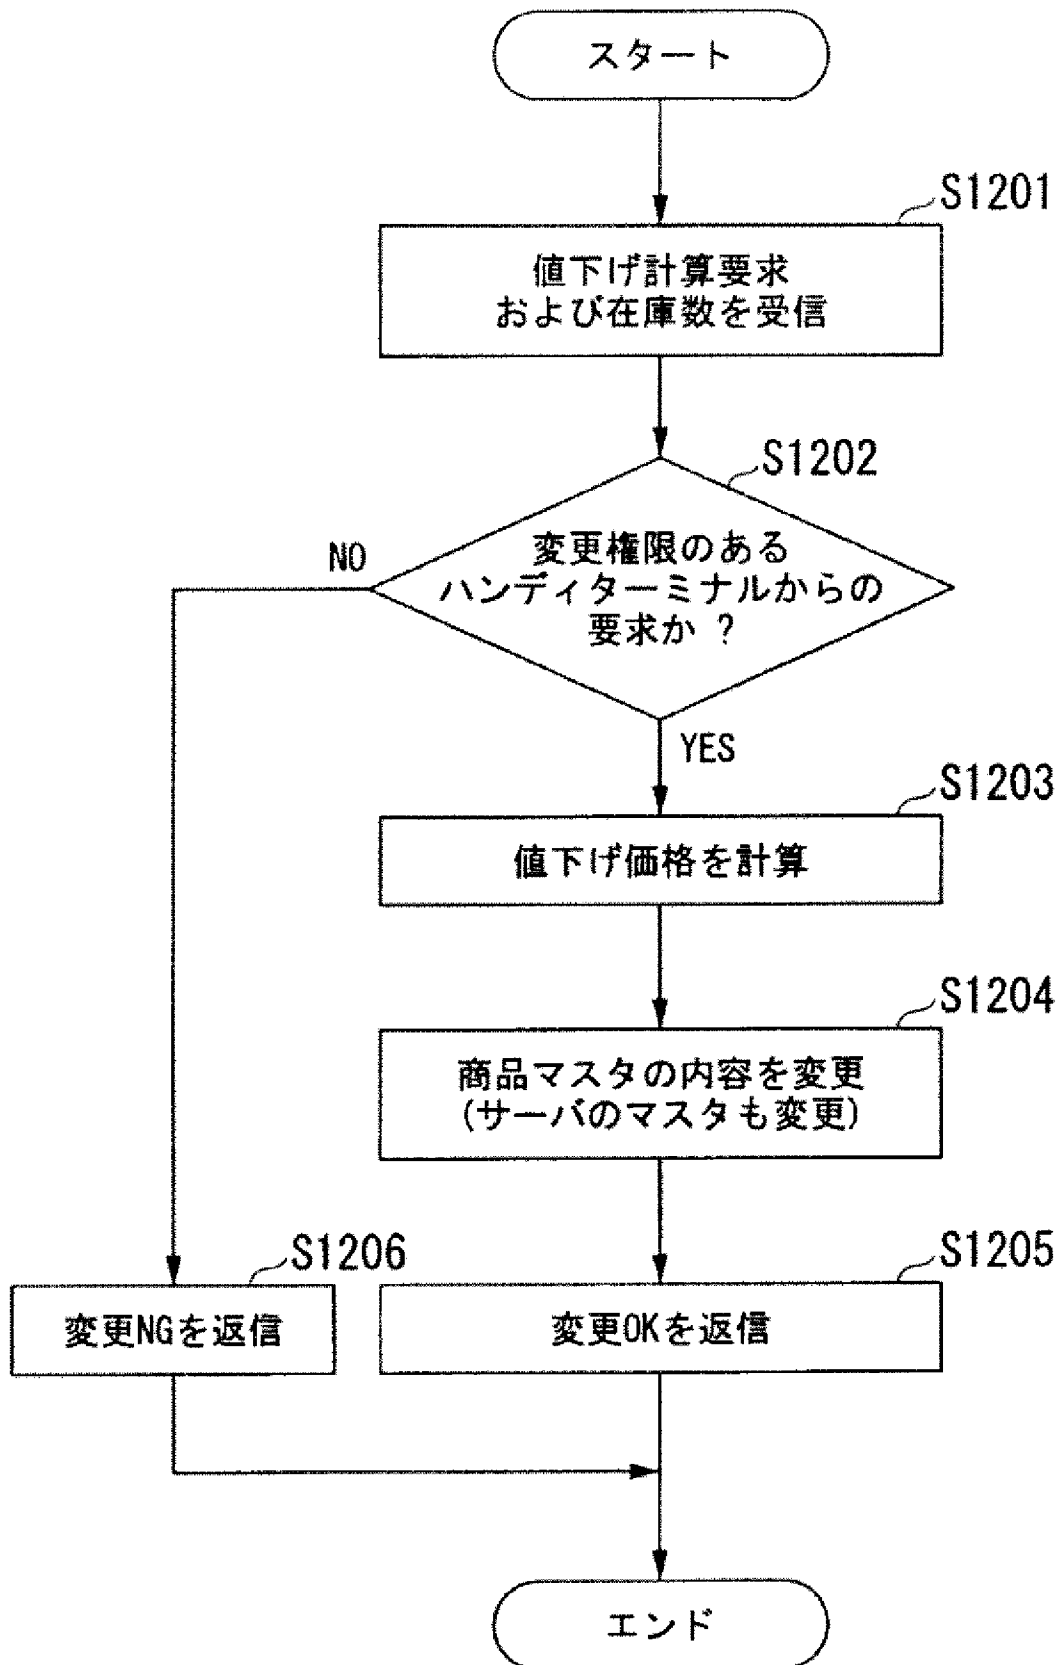 スタート
S1201
値下げ計算要求
および在庫数を受信
S1202
変更権限のある
ハンディターミナルからの
要求か ?
NO
YES
S1203
値下げ価格を計算
S1204
商品マスタの内容を変更
(サーバのマスタも変更)
S1206
変更NGを返信
S1205
変更OKを返信
エンド